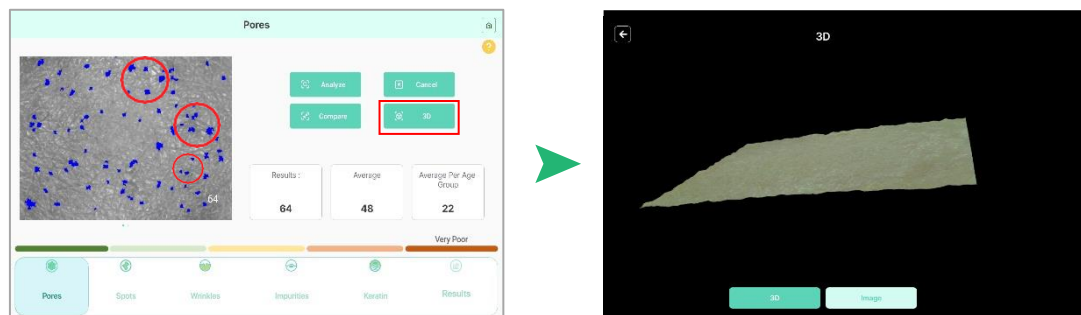 Pores
Analyse
Cancel
Compare
3D
64
Results :
64
Average
48
Average Per Age
Group
22
Very Poor
Pores
Spots
Wrinkles
Impurities
Keratin
Results
3D
3D
Image